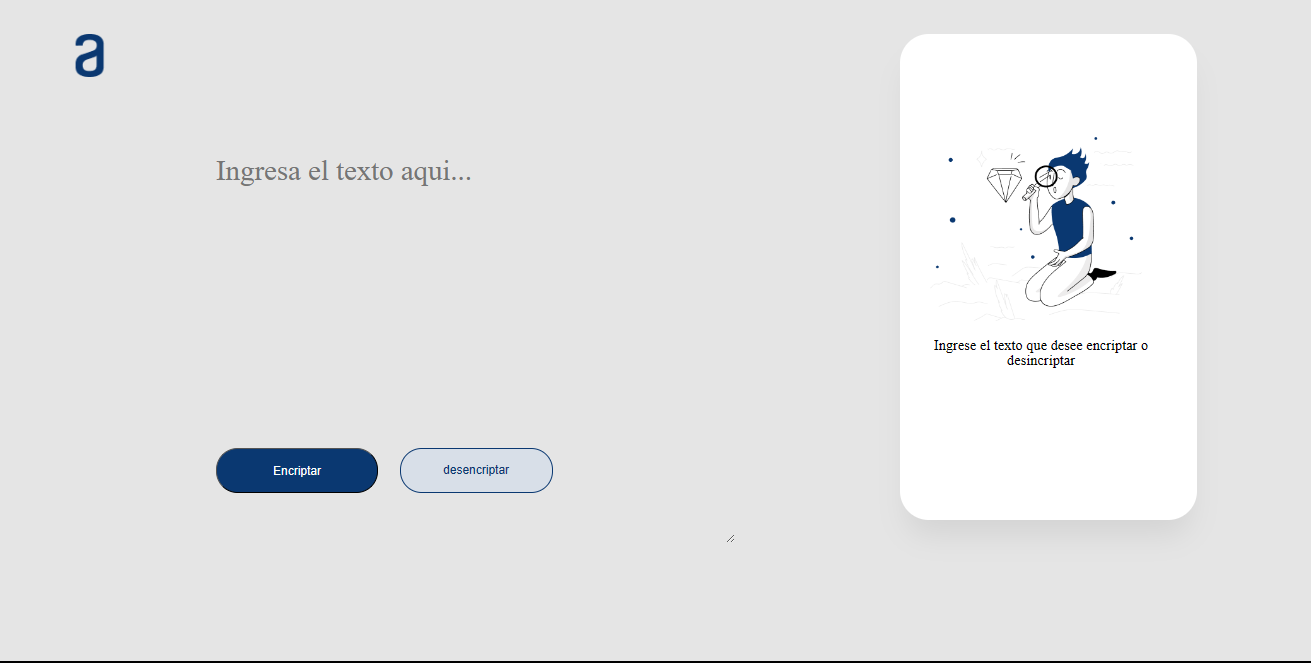 a
Ingresa el texto aqui...
Ingrese el texto que desee encriptar o
desincriptar
Encriptar
desencriptar